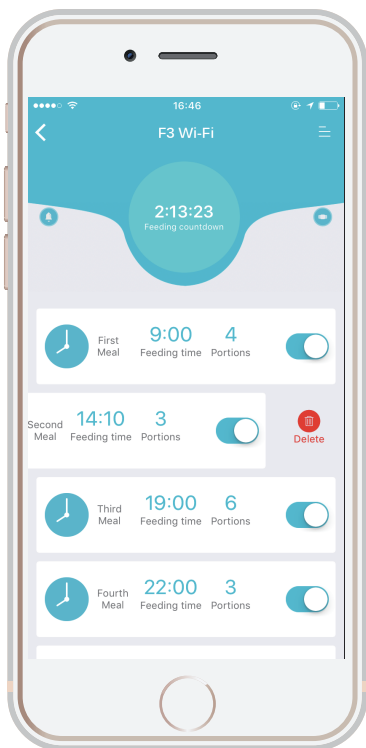 16:46
F3 Wi-Fi
2:13:23
Feeding countdown
First Meal 9:00 Feeding time 4 Portions
Second Meal 14:10 Feeding time 3 Portions
Delete
Third Meal 19:00 Feeding time 6 Portions
Fourth Meal 22:00 Feeding time 3 Portions